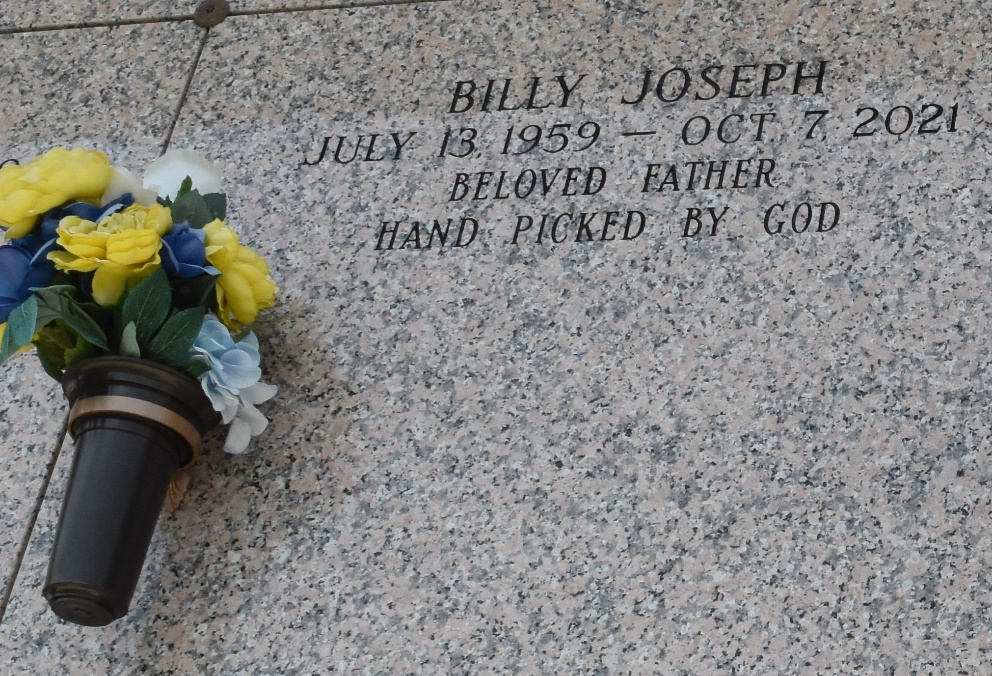 BILLY JOSEPH
JULY 13, 1959 — OCT 7 2021
BELOVED FATHER
HAND PICKED BY GOD